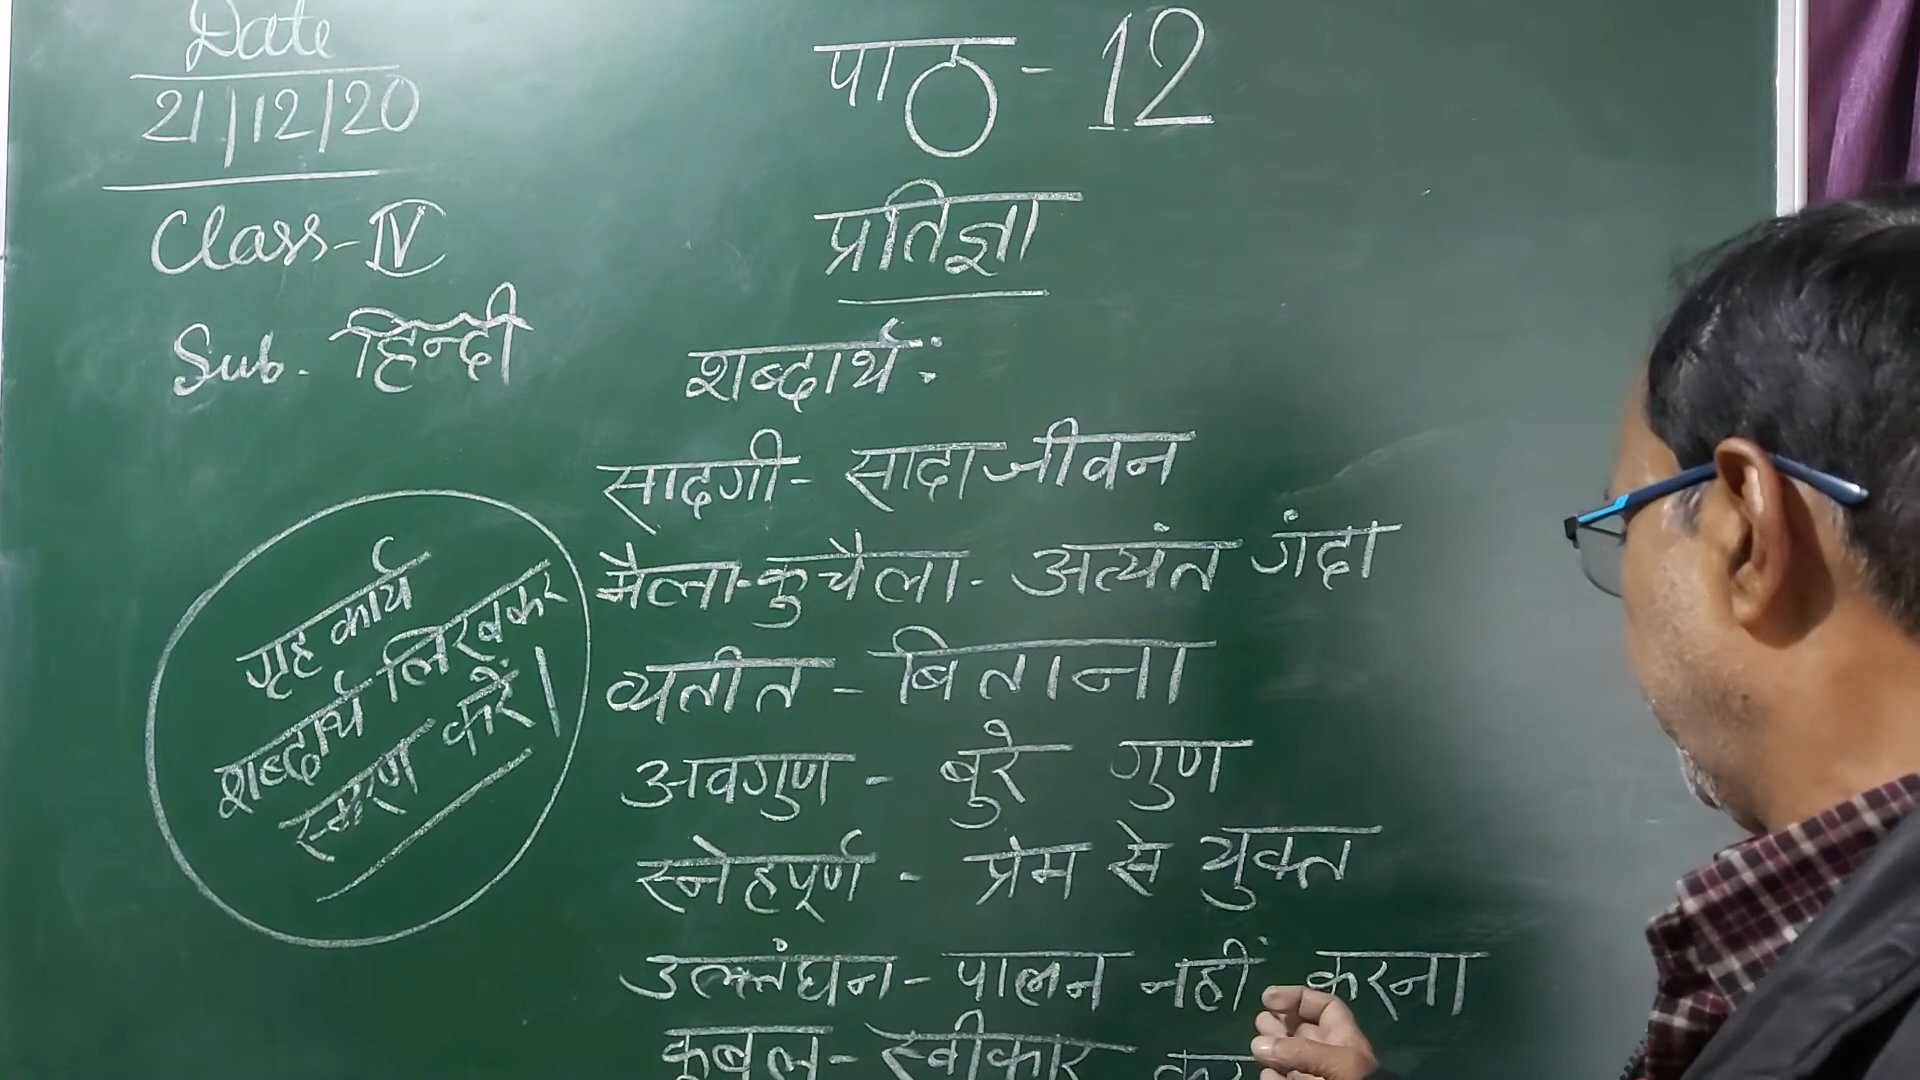 Date
21/12/20
Class-IV
Sub. हिन्दी
पाठ - 12
प्रतिज्ञा
शब्दार्थ:
सादगी - सादा जीवन
मैला-कुचैला - अत्यंत गंदा
व्यतीत - बिताना
अवगुण - बुरे गुण
स्नेहपूर्ण - प्रेम से युक्त
उल्लंघन - पालन नहीं करना
कुबूल - स्वीकार
गृह कार्य
शब्दार्थ लिखकर
स्मरण करें।